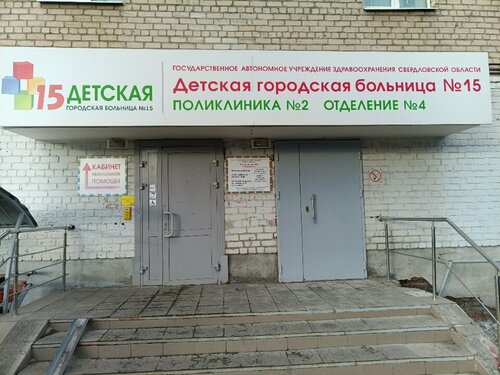 15 ДЕТСКАЯ
ГОРОДСКАЯ БОЛЬНИЦА №15
ГОСУДАРСТВЕННОЕ АВТОНОМНОЕ УЧРЕЖДЕНИЕ ЗДРАВООХРАНЕНИЯ СВЕРДЛОВСКОЙ ОБЛАСТИ
Детская городская больница №15
ПОЛИКЛИНИКА №2 ОТДЕЛЕНИЕ №4
КАБИНЕТ
НЕОТЛОЖНОЙ
ПОМОЩИ